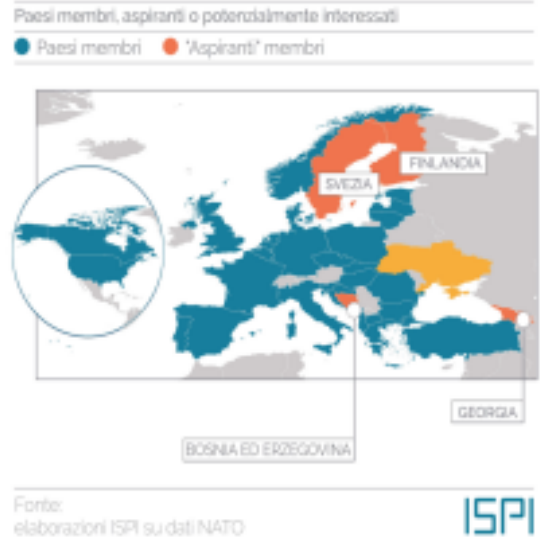 Paesi membri, aspiranti o potenzialmente interessati
Paesi membri "Aspiranti" membri
FINLANDIA
SVEZIA
GEORGIA
BOSNIA ED ERZEGOVINA
Fonte:
elaborazioni ISPI su dati NATO
ISPI